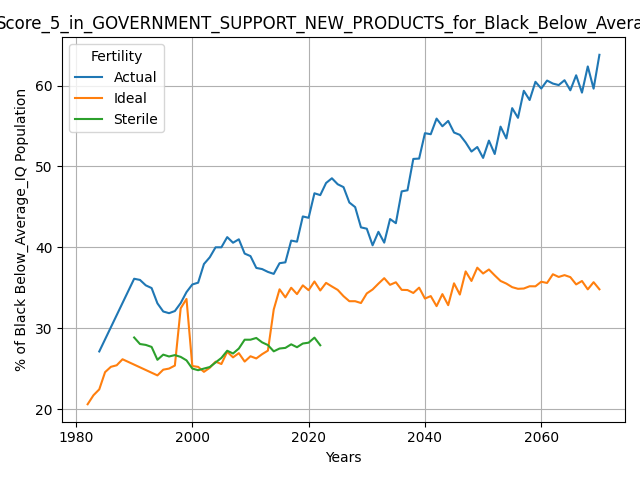 Score_5_in_GOVERNMENT_SUPPORT_NEW_PRODUCTS_for_Black_Below_Avera
Fertility
Actual
Ideal
Sterile
% of Black Below_Average_IQ Population
60
50
40
30
20
1980
2000
2020
2040
2060
Years